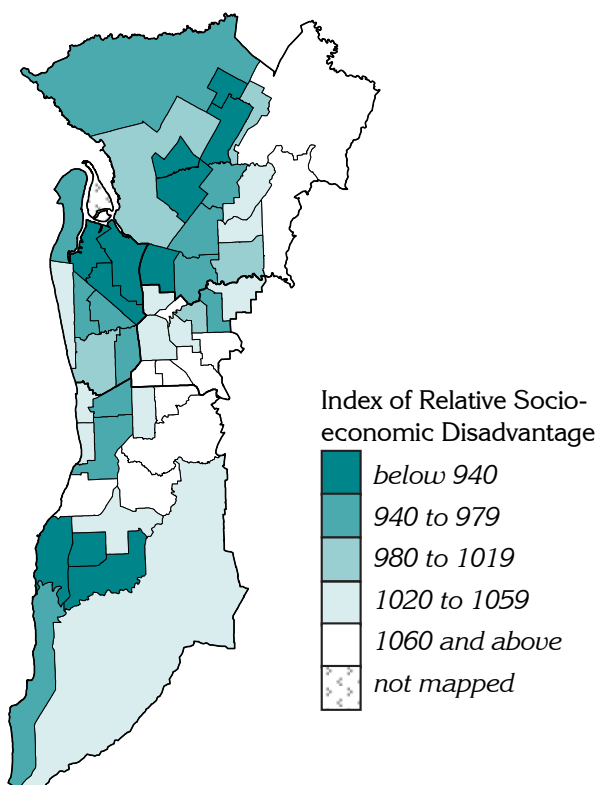 Index of Relative Socio-
economic Disadvantage
below 940
940 to 979
980 to 1019
1020 to 1059
1060 and above
not mapped